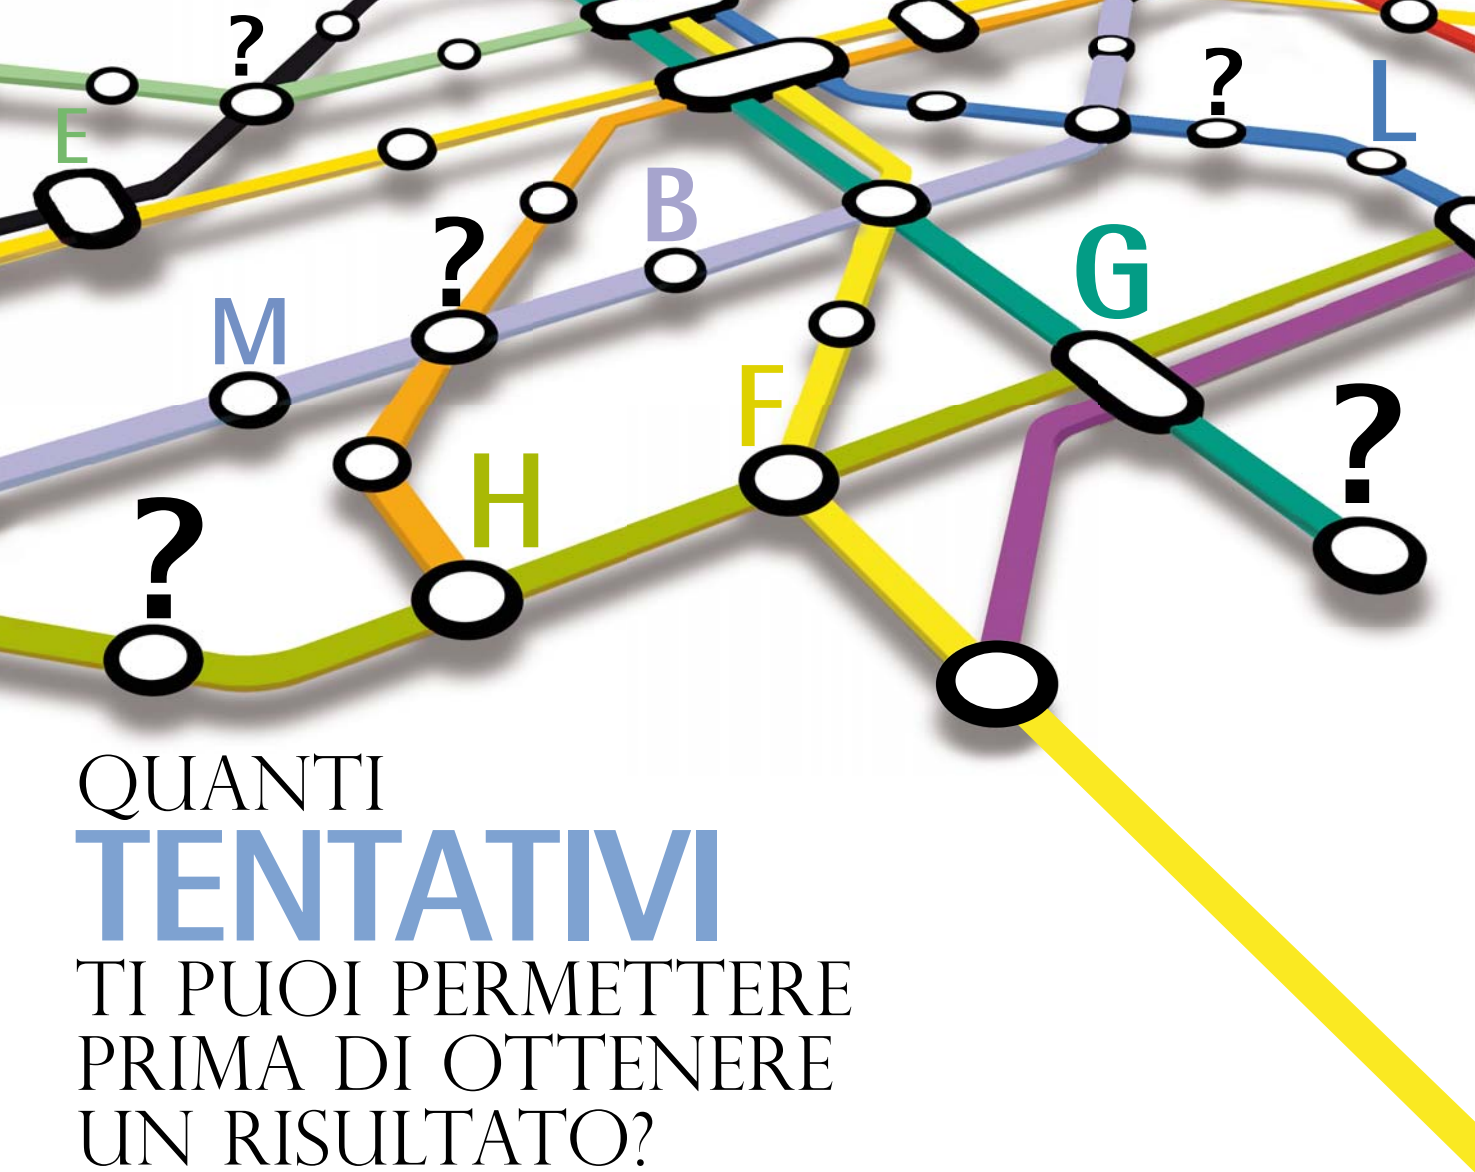 ?
?
L
E
B
?
G
M
F
?
H
?
QUANTI
TENTATIVI
TI PUOI PERMETTERE
PRIMA DI OTTENERE
UN RISULTATO?